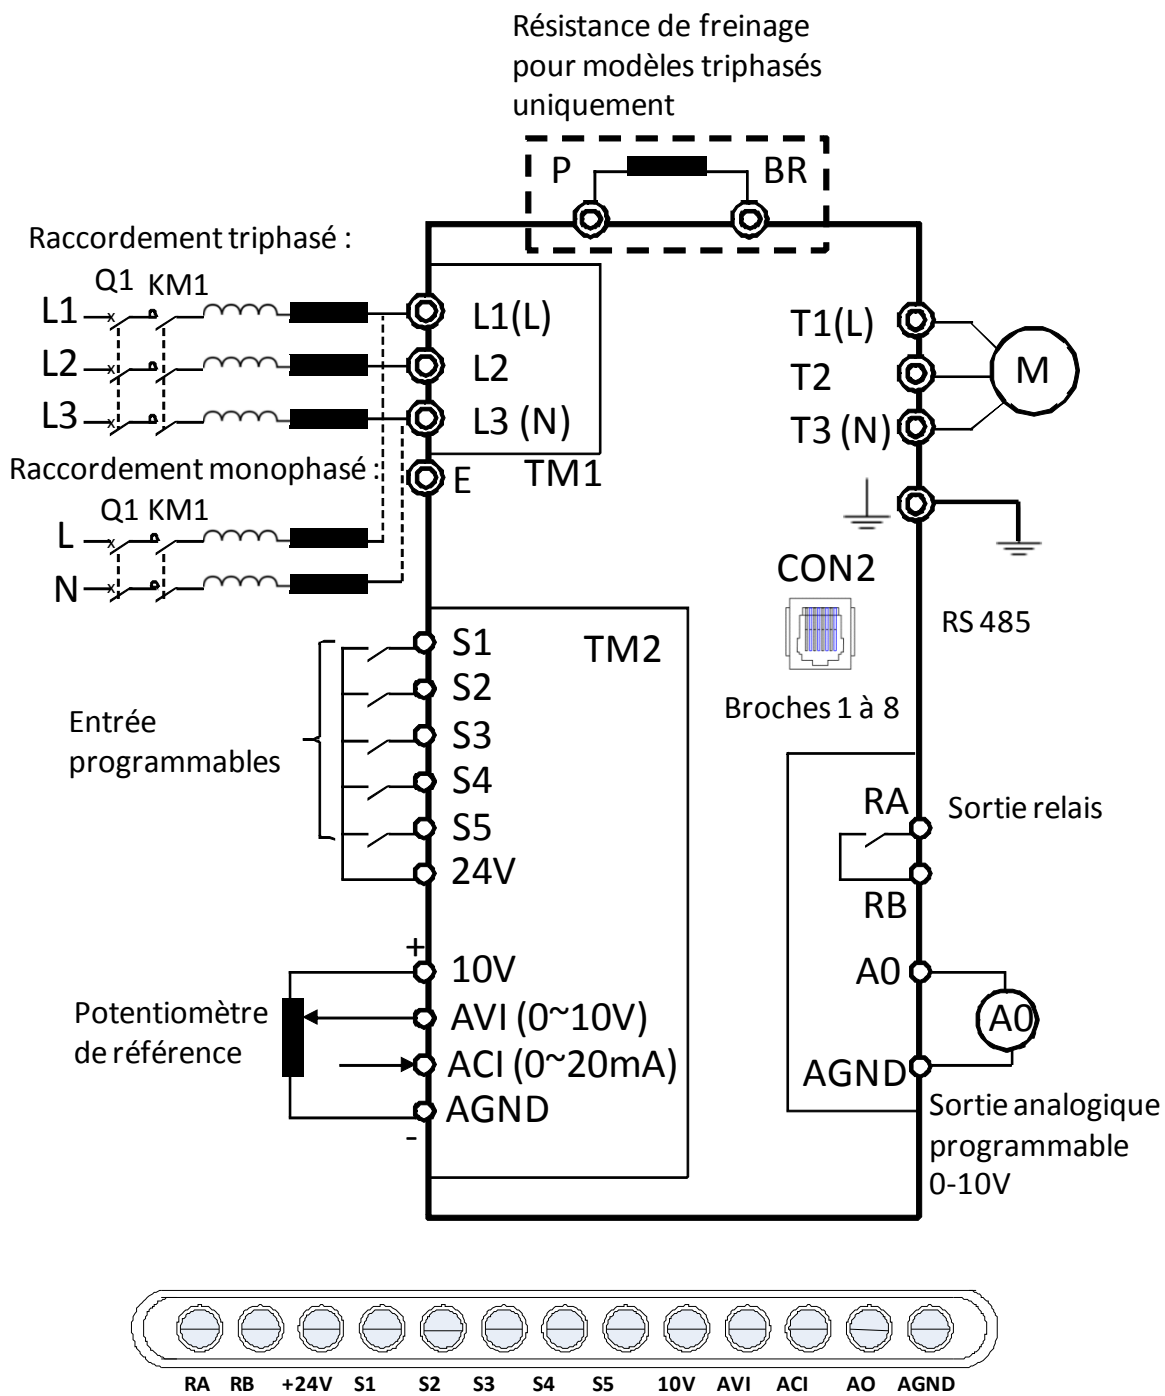 Résistance de freinage
pour modèles triphasés
uniquement
P
BR
Raccordement triphasé :
Q1 KM1
L1
L1(L)
T1(L)
L2
L2
T2
M
L3
L3 (N)
T3 (N)
Raccordement monophasé :
TM1
E
Q1 KM1
L
N
CON2
RS 485
Broches 1 à 8
TM2
S1
S2
Entrée
programmables
S3
S4
S5
24V
RA
Sortie relais
RB
+
10V
A0
Potentiomètre
de référence
AVI (0~10V)
A0
ACI (0~20mA)
AGND
AGND
-
Sortie analogique
programmable
0-10V
RA RB +24V S1 S2 S3 S4 S5 10V AVI ACI AO AGND